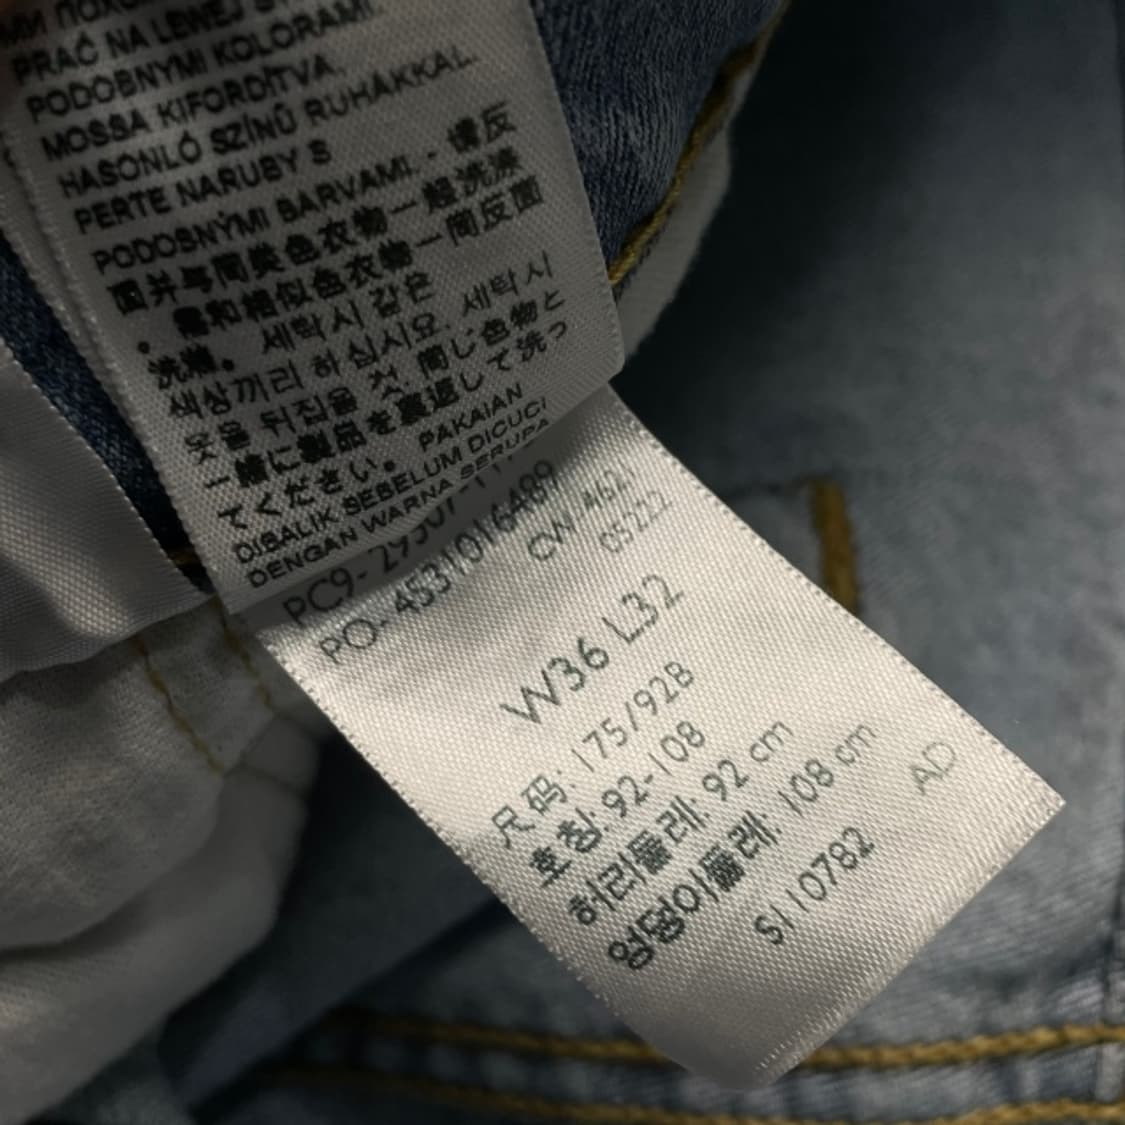 PRAĆ NA LEWEJ
PODOBNYMI KOLORAMI
MOSSA KIFORDÍTVA,
HASONLÓ SZÍNŰ RUHÁKKAL.
PERTE NARUBY S
PODOBNÝMI BARVAMI. - 请反
面并与同类色衣物一起洗涤
。需和相似色衣物一同反面
洗滌。 세탁시 같은
색상끼리 하십시오. 세탁시
옷을 뒤집을 것. 同じ色物と
一緒に製品を裏返して洗っ
てください。 PAKAIAN
DIBALIK SEBELUM DICUCI
DENGAN WARNA SERUPA
PO- 4531016A89
05222
W36 L32
尺码: 175/92B
호칭: 92-108
허리둘레: 92 cm
엉덩이둘레: 108 cm
AD
S110782